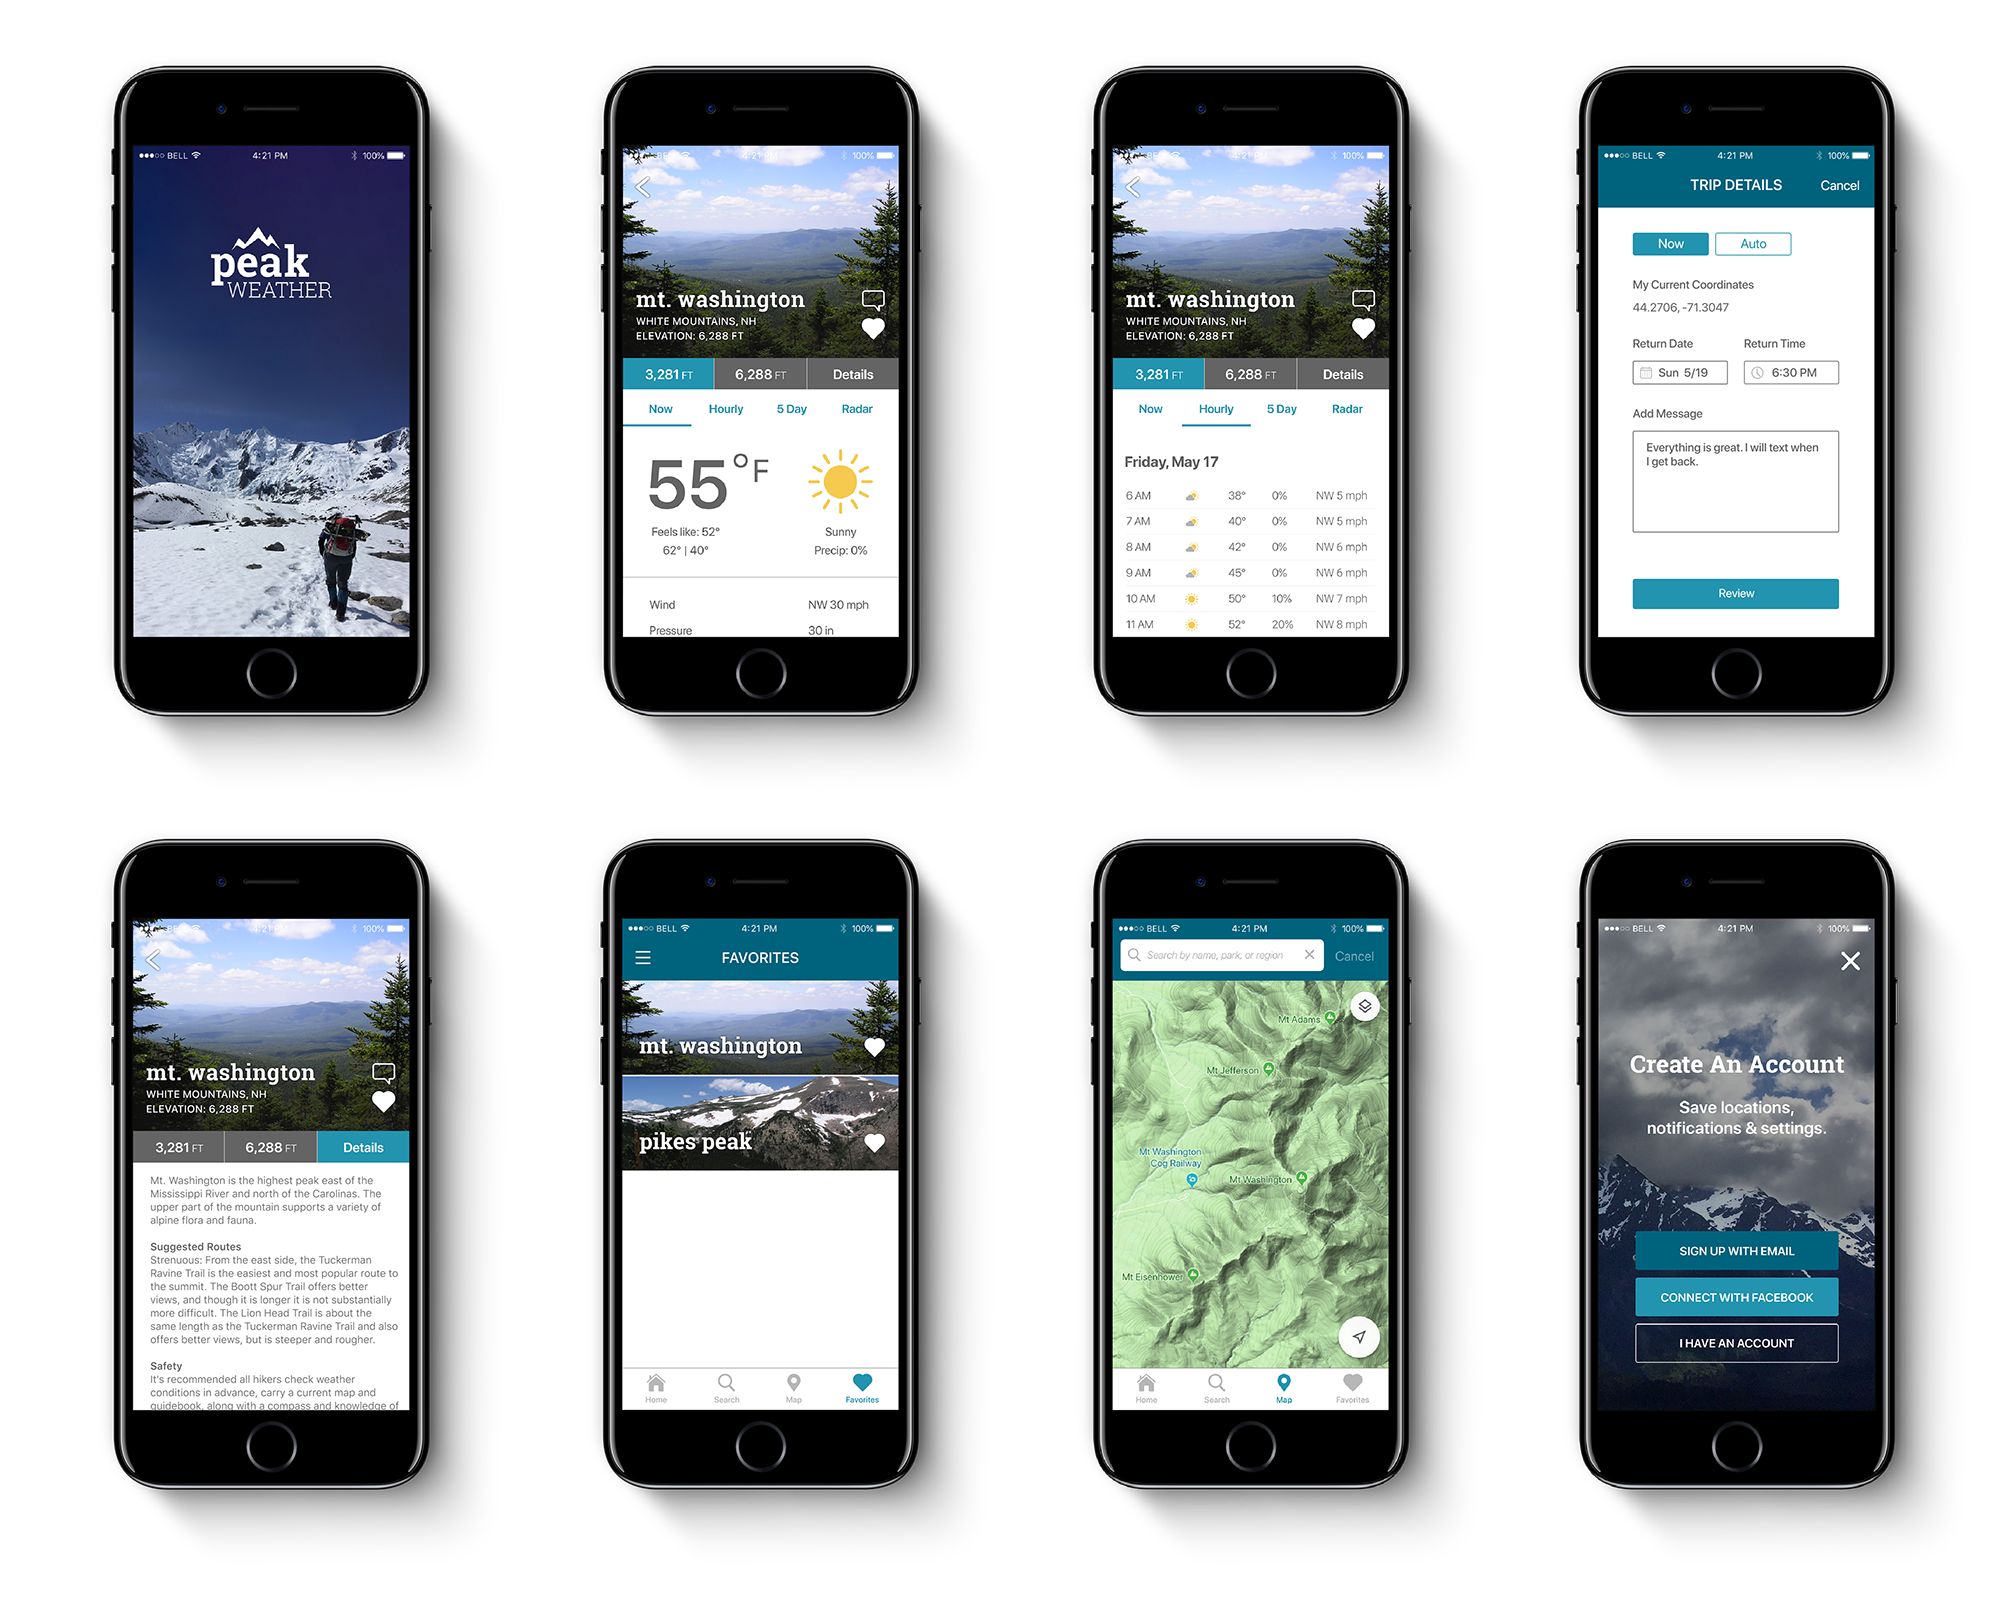 BELL 4:21 PM 100%
peak
WEATHER
4:21 PM 100%
mt. washington
WHITE MOUNTAINS, NH
ELEVATION: 6,288 FT
3,281 FT 6,288 FT Details
Now Hourly 5 Day Radar
55°F
Feels like: 52°
62° | 40°
Sunny
Precip: 0%
Wind NW 30 mph
Pressure 30 in
4:21 PM 100%
mt. washington
WHITE MOUNTAINS, NH
ELEVATION: 6,288 FT
3,281 FT 6,288 FT Details
Now Hourly 5 Day Radar
Friday, May 17
6 AM 38° 0% NW 5 mph
7 AM 40° 0% NW 5 mph
8 AM 42° 0% NW 6 mph
9 AM 45° 0% NW 6 mph
10 AM 50° 10% NW 7 mph
11 AM 52° 20% NW 8 mph
BELL 4:21 PM 100%
TRIP DETAILS Cancel
Now Auto
My Current Coordinates
44.2706, -71.3047
Return Date Return Time
Sun 5/19 6:30 PM
Add Message
Everything is great. I will text when
I get back.
Review
4:21 PM 100%
mt. washington
WHITE MOUNTAINS, NH
ELEVATION: 6,288 FT
3,281 FT 6,288 FT Details
Mt. Washington is the highest peak east of the
Mississippi River and north of the Carolinas. The
upper part of the mountain supports a variety of
alpine flora and fauna.
Suggested Routes
Strenuous: From the east side, the Tuckerman
Ravine Trail is the easiest and most popular route to
the summit. The Boott Spur Trail offers better
views, and though it is longer it is not substantially
more difficult. The Lion Head Trail is about the
same length as the Tuckerman Ravine Trail and also
offers better views, but is steeper and rougher.
Safety
It's recommended all hikers check weather
conditions in advance, carry a current map and
guidebook, along with a compass and knowledge of
BELL 4:21 PM 100%
FAVORITES
mt. washington
pikes peak
Home Search Map Favorites
BELL 4:21 PM 100%
Search by name, park, or region Cancel
Mt Adams
Mt Jefferson
Mt Washington
Cog Railway
Mt Washington
Mt Eisenhower
Home Search Map Favorites
BELL 4:21 PM 100%
Create An Account
Save locations,
notifications & settings.
SIGN UP WITH EMAIL
CONNECT WITH FACEBOOK
I HAVE AN ACCOUNT